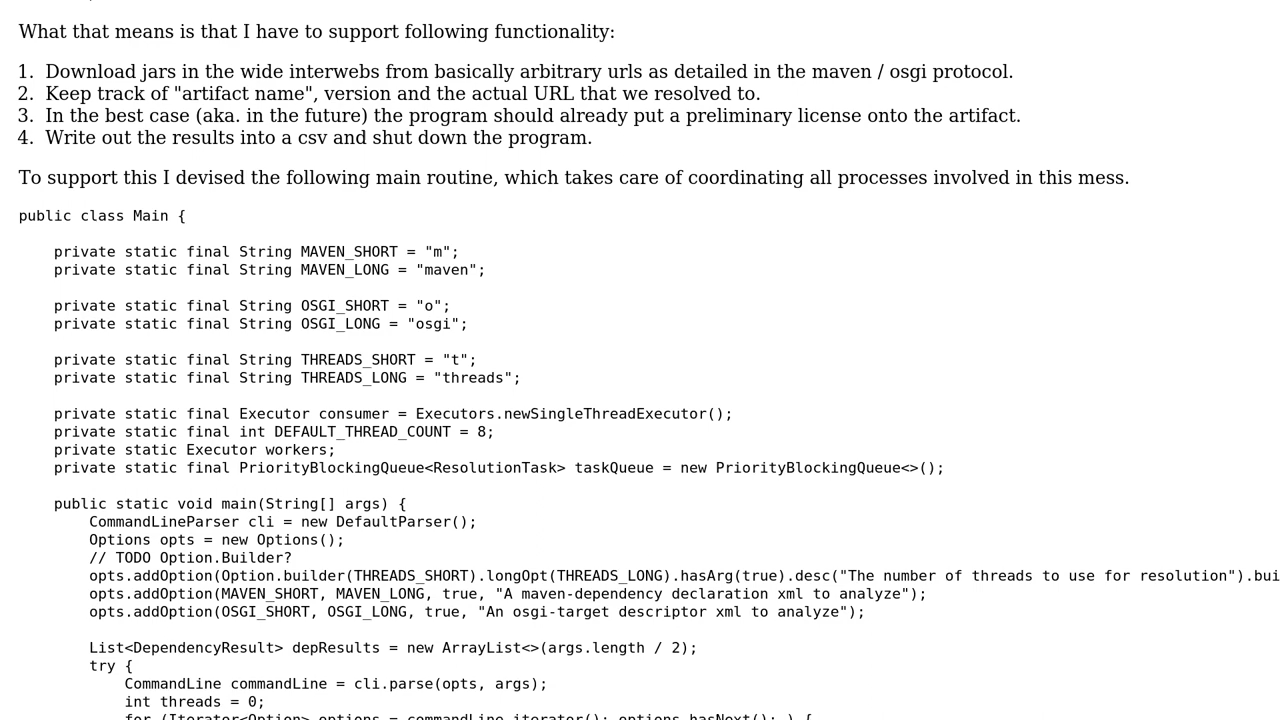 What that means is that I have to support following functionality:
1. Download jars in the wide interwebs from basically arbitrary urls as detailed in the maven / osgi protocol.
2. Keep track of "artifact name", version and the actual URL that we resolved to.
3. In the best case (aka. in the future) the program should already put a preliminary license onto the artifact.
4. Write out the results into a csv and shut down the program.
To support this I devised the following main routine, which takes care of coordinating all processes involved in this mess.
public class Main {
    private static final String MAVEN_SHORT = "m";
    private static final String MAVEN_LONG = "maven";
    private static final String OSGI_SHORT = "o";
    private static final String OSGI_LONG = "osgi";
    private static final String THREADS_SHORT = "t";
    private static final String THREADS_LONG = "threads";
    private static final Executor consumer = Executors.newSingleThreadExecutor();
    private static final int DEFAULT_THREAD_COUNT = 8;
    private static Executor workers;
    private static final PriorityBlockingQueue<ResolutionTask> taskQueue = new PriorityBlockingQueue<>();
    public static void main(String[] args) {
        CommandLineParser cli = new DefaultParser();
        Options opts = new Options();
        // TODO Option.Builder?
        opts.addOption(Option.builder(THREADS_SHORT).longOpt(THREADS_LONG).hasArg(true).desc("The number of threads to use for resolution").bui
        opts.addOption(MAVEN_SHORT, MAVEN_LONG, true, "A maven-dependency declaration xml to analyze");
        opts.addOption(OSGI_SHORT, OSGI_LONG, true, "An osgi-target descriptor xml to analyze");
        List<DependencyResult> depResults = new ArrayList<>(args.length / 2);
        try {
            CommandLine commandLine = cli.parse(opts, args);
            int threads = 0;
            for (Iterator<Option> options = commandLine.iterator(); options.hasNext(); ) {